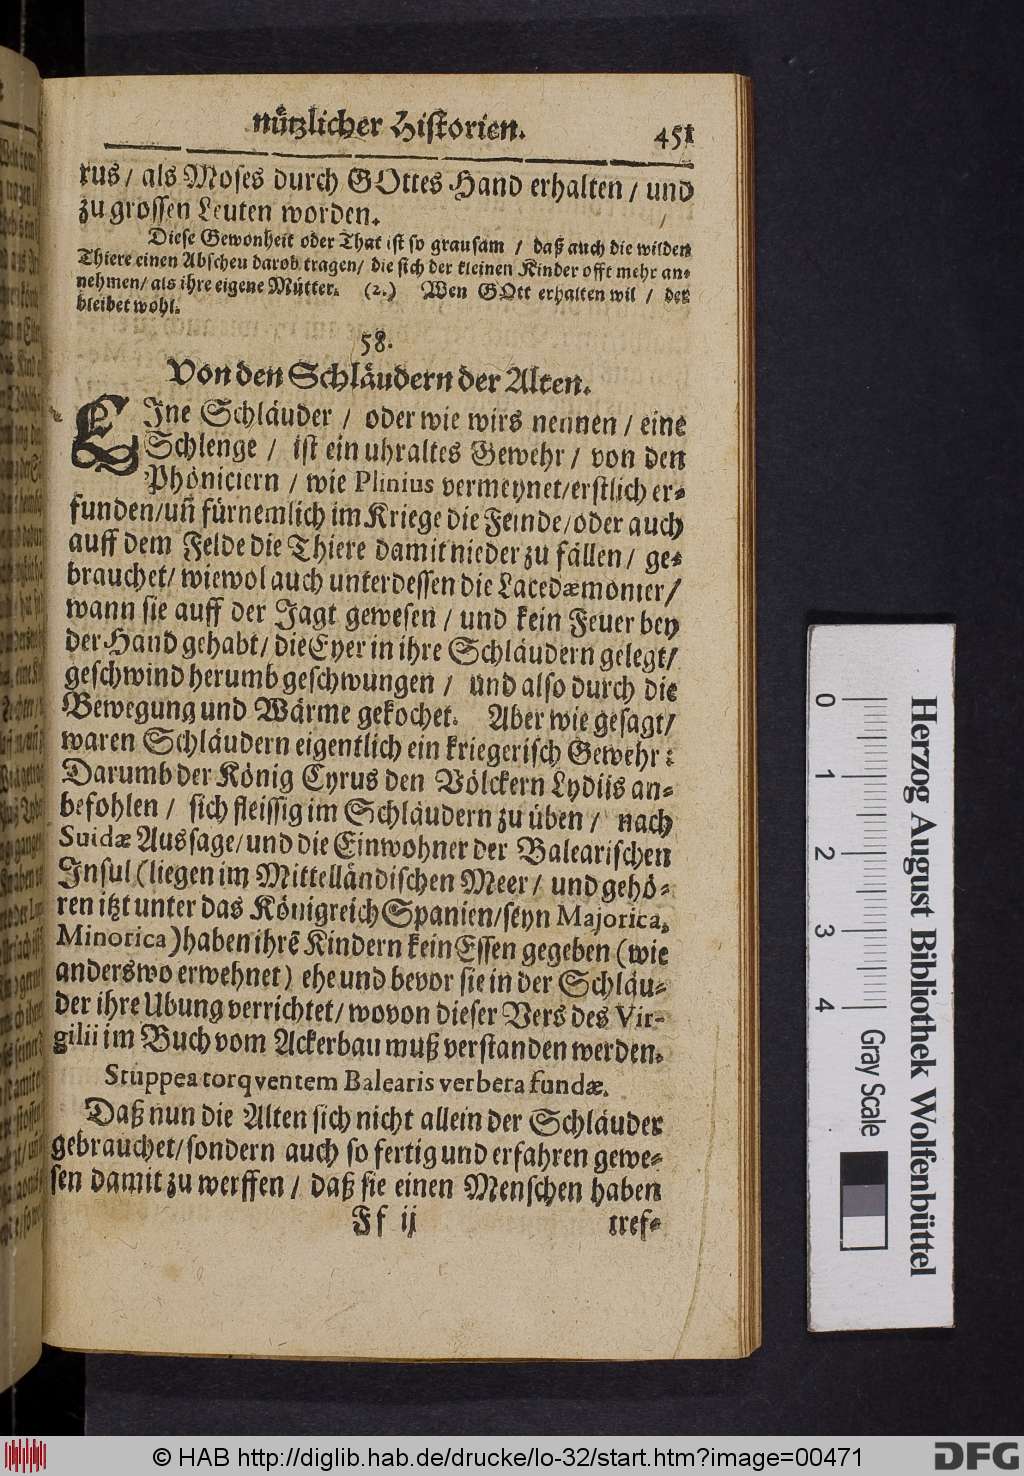 nützlicher Historien. 451
rus / als Moses durch GOttes Hand erhalten / und
zu grossen Leuten worden.
Diese Gewonheit oder That ist so grausam / daß auch die wilden
Thiere einen Abscheu darob tragen / die sich der kleinen Kinder offt mehr an-
nehmen / als ihre eigene Mütter. (2.) Wen GOtt erhalten wil / der
bleibet wohl.
58.
Von den Schläudern der Alten.
EIne Schläuder / oder wie wirs nennen / eine
Schlenge / ist ein uhraltes Gewehr / von den
Phöniciern / wie Plinius vermeynet / erstlich er-
funden / uñ fürnemlich im Kriege die Feinde / oder auch
auff dem Felde die Thiere damit nieder zu fällen / ge-
brauchet / wiewol auch unterdessen die Lacedæmonier /
wann sie auff der Jagt gewesen / und kein Feuer bey
der Hand gehabt / die Eyer in ihre Schläudern gelegt /
geschwind herumb geschwungen / und also durch die
Bewegung und Wärme gekochet. Aber wie gesagt /
waren Schläudern eigentlich ein kriegerisch Gewehr:
Darumb der König Cyrus den Völckern Lydiis an-
befohlen / sich fleissig im Schläudern zu üben / nach
Suidæ Aussage / und die Einwohner der Balearischen
Insul (liegen im Mittelländischen Meer / und gehö-
ren itzt unter das Königreich Spanien / seyn Majorica,
Minorica) haben ihrẽ Kindern kein Essen gegeben (wie
anderswo erwehnet) ehe und bevor sie in der Schläu-
der ihre Ubung verrichtet / wovon dieser Vers des Vir-
gilii im Buch vom Ackerbau muß verstanden werden.
Stuppea torqventem Balearis verbera fundæ.
Daß nun die Alten sich nicht allein der Schläuder
gebrauchet / sondern auch so fertig und erfahren gewe-
sen damit zu werffen / daß sie einen Menschen haben
Ff ij tref-
0 1 2 3 4
Gray Scale
Herzog August Bibliothek Wolfenbüttel
© HAB http://diglib.hab.de/drucke/lo-32/start.htm?image=00471
DFG